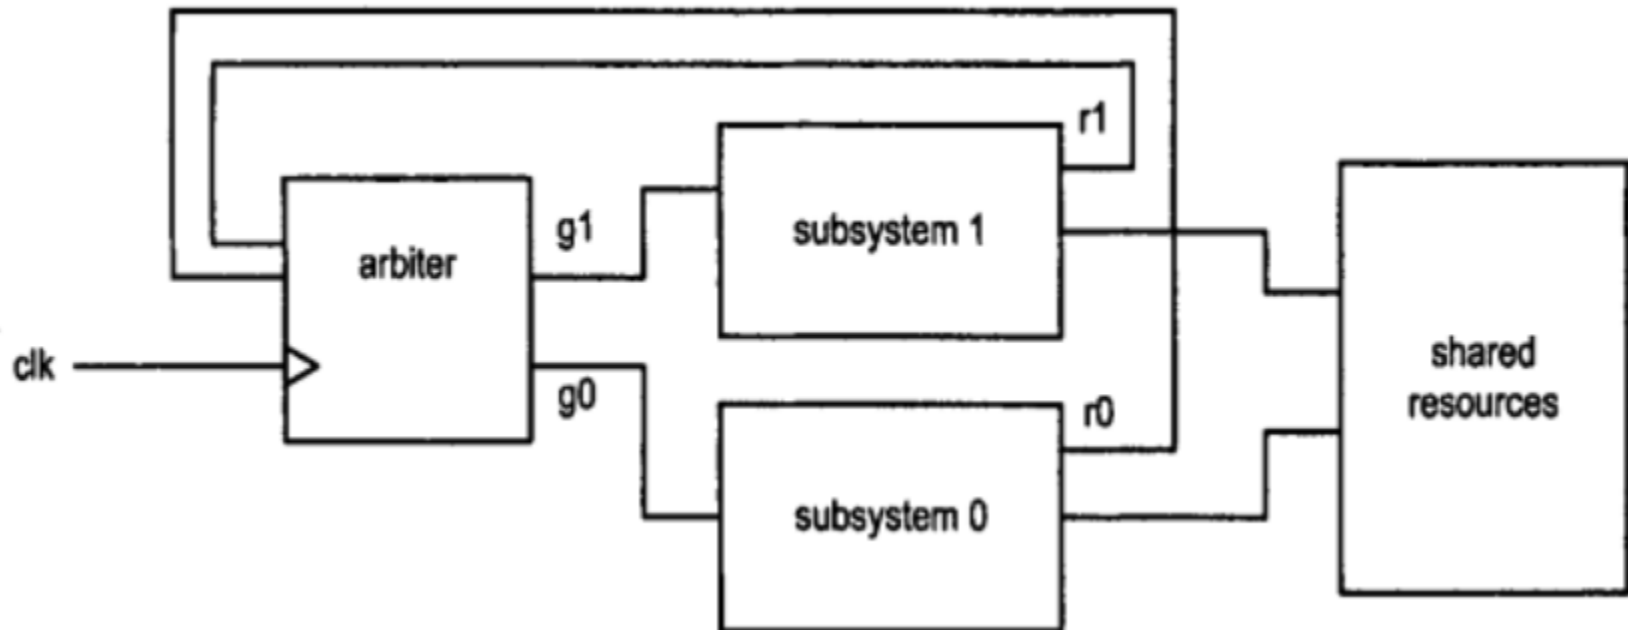 r1
g1
subsystem 1
arbiter
clk
g0
r0
shared
resources
subsystem 0